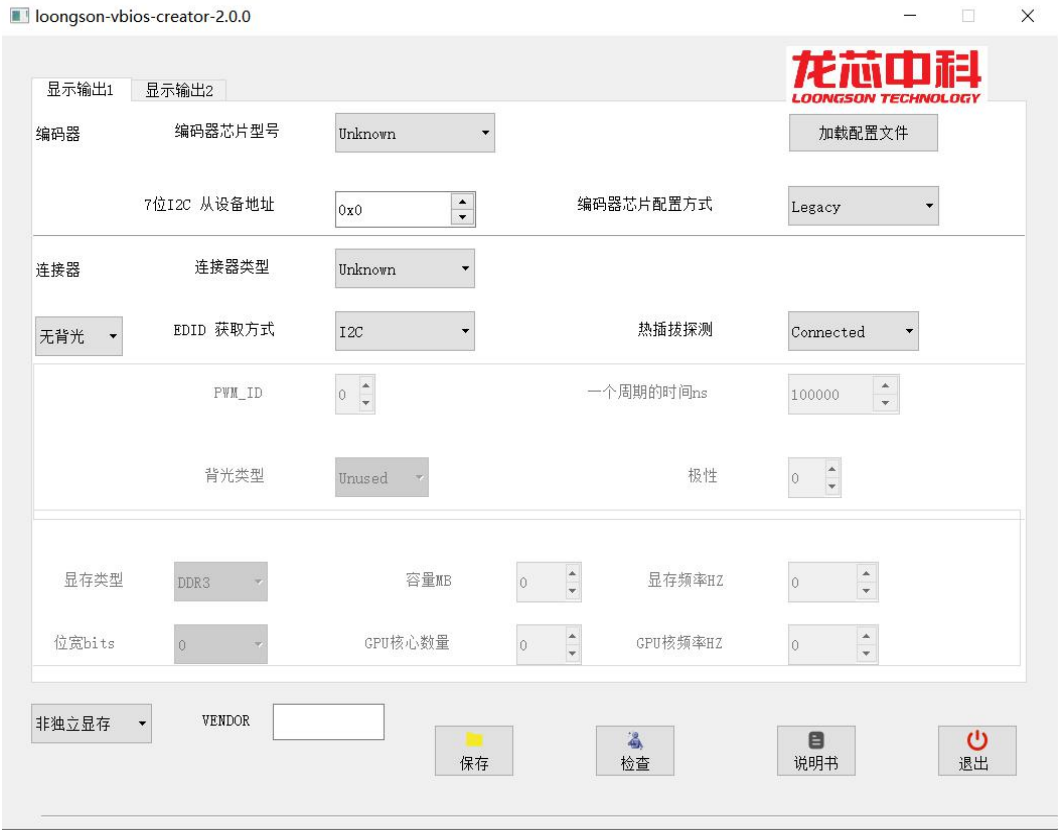 loongson-vbios-creator-2.0.0
龙芯中科
LOONGSON TECHNOLOGY
显示输出1 显示输出2
编码器 编码器芯片型号 Unknown 加载配置文件
7位I2C 从设备地址 0x0 编码器芯片配置方式 Legacy
连接器 连接器类型 Unknown
无背光 EDID 获取方式 I2C 热插拔探测 Connected
PWM_ID 0 一个周期的时间ns 100000
背光类型 Unused 极性 0
显存类型 DDR3 容量MB 0 显存频率HZ 0
位宽bits 0 GPU核心数量 0 GPU核频率HZ 0
非独立显存 VENDOR
保存 检查 说明书 退出